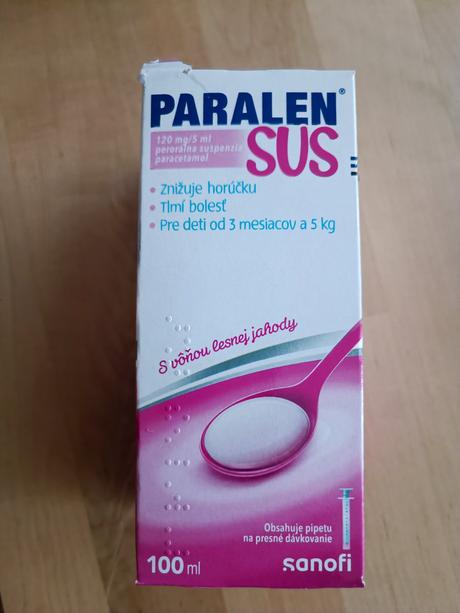 PARALEN®
SUS
120 mg/5 ml
perorálna suspenzia
paracetamol
• Znižuje horúčku
• Tlmí bolesť
• Pre deti od 3 mesiacov a 5 kg
S vôňou lesnej jahody
Obsahuje pipetu
na presné dávkovanie
100 ml
sanofi